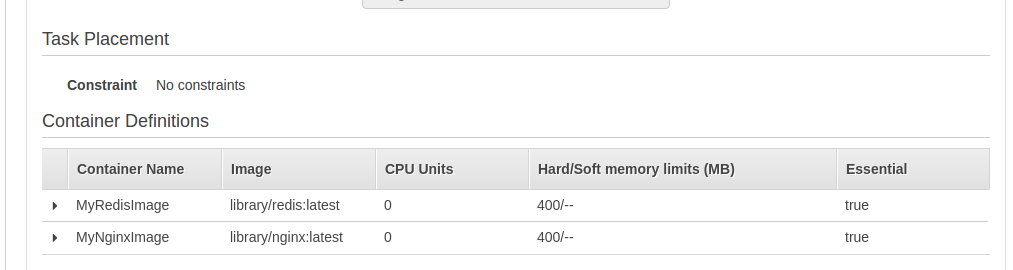 Task Placement
Constraint No constraints
Container Definitions
Container Name Image CPU Units Hard/Soft memory limits (MB) Essential
MyRedisImage library/redis:latest 0 400/-- true
MyNginxImage library/nginx:latest 0 400/-- true